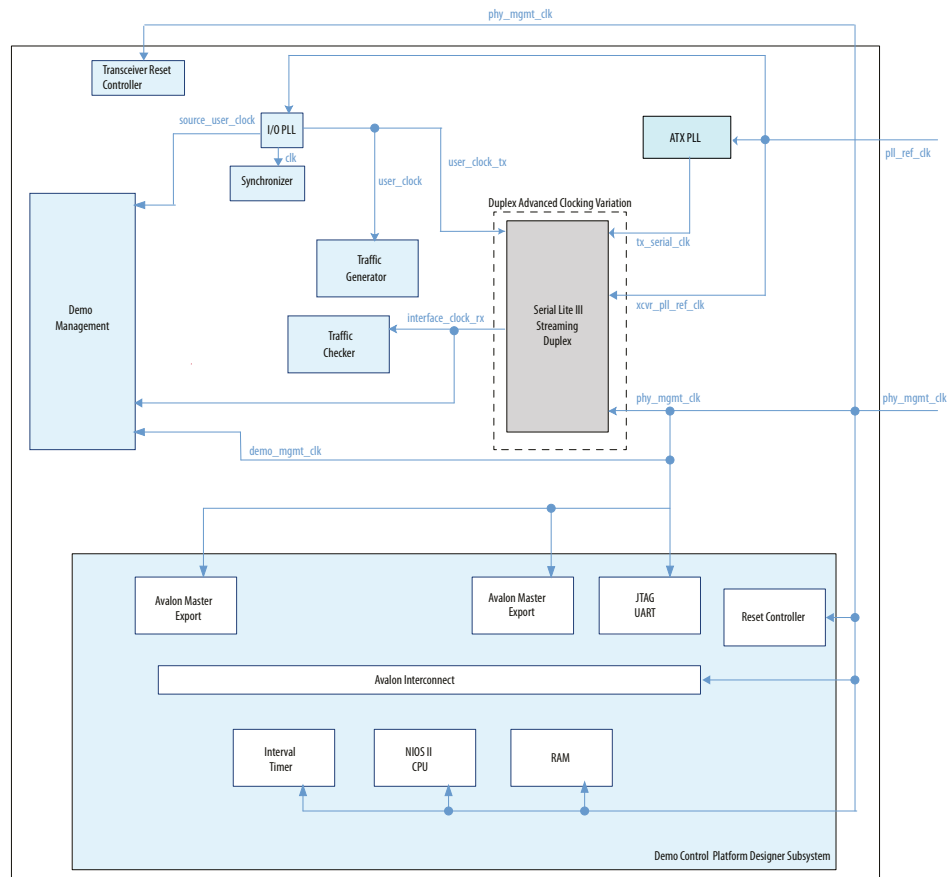 phy_mgmt_clk
Transceiver Reset
Controller
source_user_clock
I/O PLL
clk
Synchronizer
user_clock_tx
user_clock
ATX PLL
pll_ref_clk
Duplex Advanced Clocking Variation
tx_serial_clk
Traffic
Generator
xcvr_pll_ref_clk
Demo
Management
Serial Lite III
Streaming
Duplex
interface_clock_rx
Traffic
Checker
phy_mgmt_clk
phy_mgmt_clk
demo_mgmt_clk
Avalon Master
Export
Avalon Master
Export
JTAG
UART
Reset Controller
Avalon Interconnect
Interval
Timer
NIOS II
CPU
RAM
Demo Control Platform Designer Subsystem